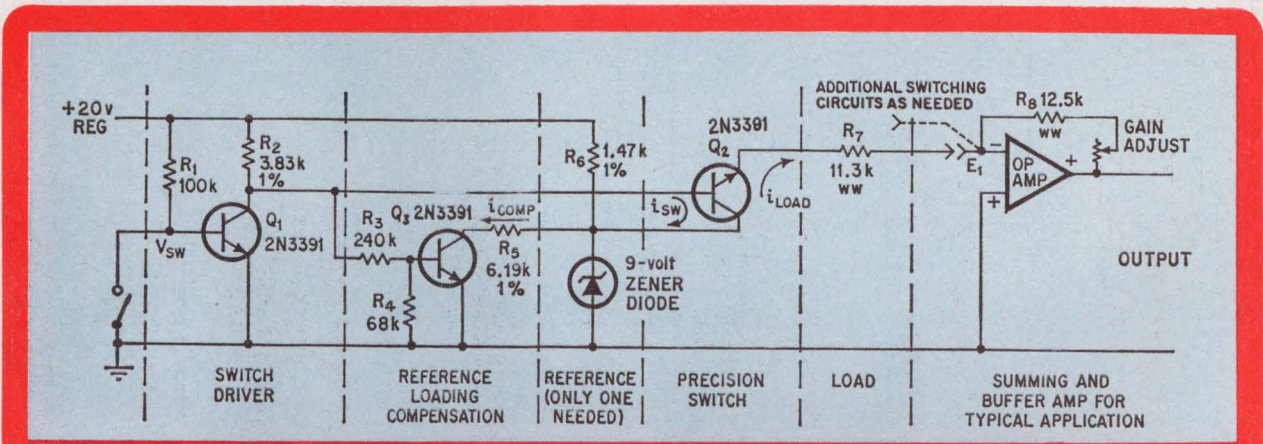 +20v
REG
R1
100k
R2
3.83k
1%
VSW
Q1
2N3391
R3
240k
R4
68k
Q3 2N3391
iCOMP
R5
6.19k
1%
R6
1.47k
1%
9-volt
ZENER
DIODE
2N3391
Q2
iSW
iLOAD
R7
11.3k
WW
ADDITIONAL SWITCHING
CIRCUITS AS NEEDED
E1
R8 12.5k
WW
GAIN
ADJUST
-
OP
AMP
+
+
OUTPUT
SWITCH
DRIVER
REFERENCE
LOADING
COMPENSATION
REFERENCE
(ONLY ONE
NEEDED)
PRECISION
SWITCH
LOAD
SUMMING AND
BUFFER AMP FOR
TYPICAL APPLICATION